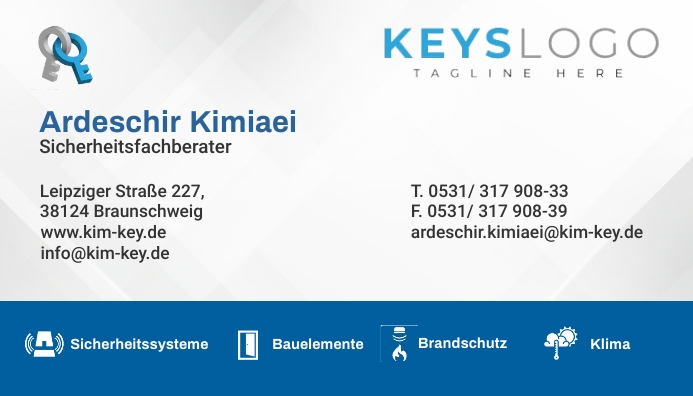 KEYSLOGO
TAGLINE HERE
Ardeschir Kimiaei
Sicherheitsfachberater
Leipziger Straße 227,
38124 Braunschweig
www.kim-key.de
info@kim-key.de
T. 0531/ 317 908-33
F. 0531/ 317 908-39
ardeschir.kimiaei@kim-key.de
Sicherheitssysteme
Bauelemente
Brandschutz
Klima